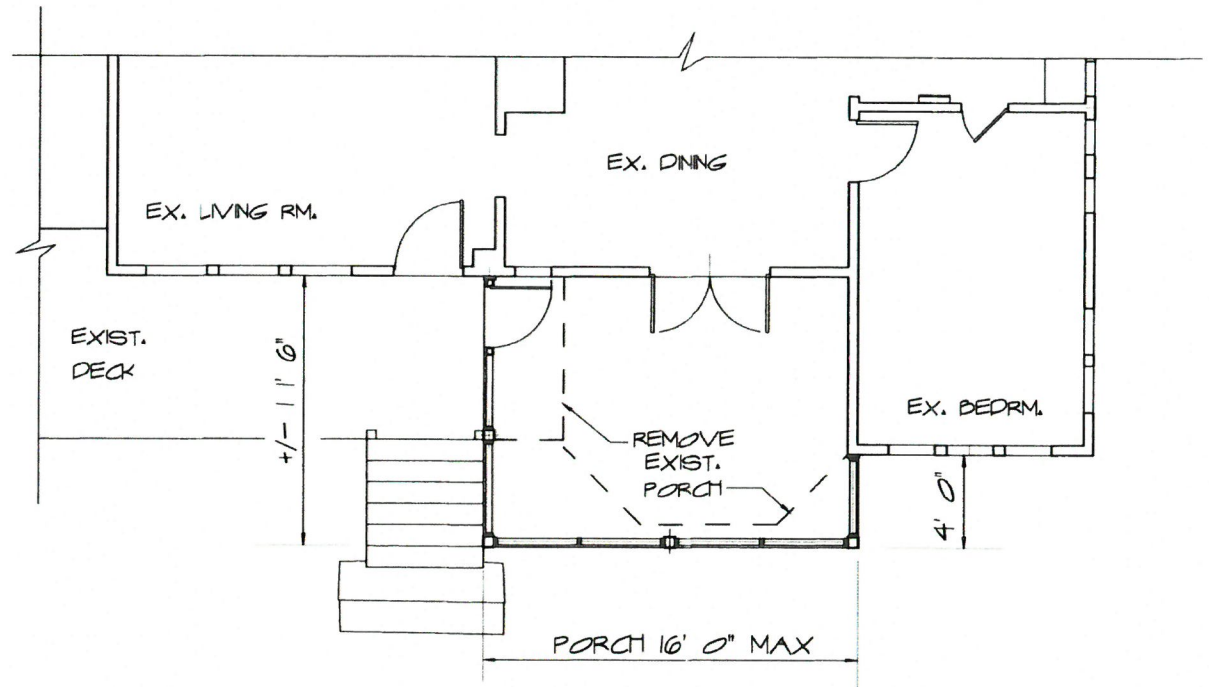 EX. DINING
EX. LIVING RM.
EXIST.
DECK
+/- 11' 6"
REMOVE
EXIST.
PORCH
EX. BEDRM.
4' 0"
PORCH 16' 0" MAX